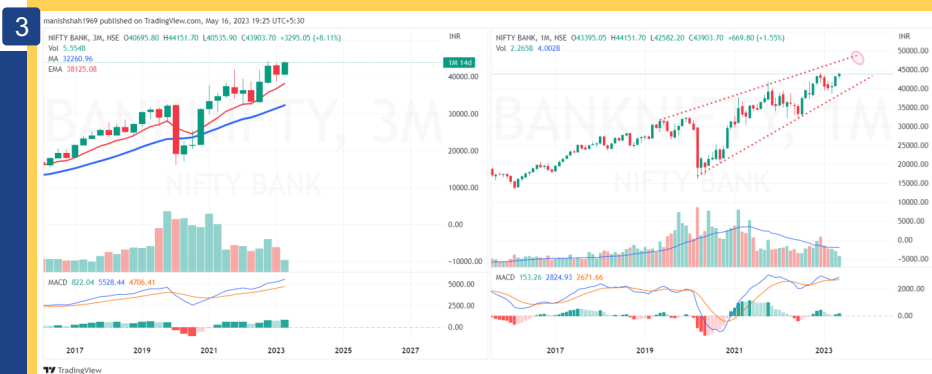 3
manishshah1969 published on TradingView.com, May 16, 2023 19:25 UTC+5:30
NIFTY BANK, 3M, NSE O40695.80 H44151.70 L40535.90 C43903.70 +3295.05 (+8.11%)
Vol 5.554B
MA 32260.96
EMA 38125.08
INR
1M 14d
40000.00
30000.00
20000.00
10000.00
0.00
-10000.00
NIFTY BANK
MACD 822.04 5528.44 4706.41
5000.00
2500.00
0.00
2017 2019 2021 2023 2025 2027
NIFTY BANK, 1M, NSE O43395.05 H44151.70 L42582.20 C43903.70 +669.80 (+1.55%)
Vol 2.265B 4.002B
INR
50000.00
45000.00
40000.00
35000.00
30000.00
25000.00
20000.00
15000.00
10000.00
5000.00
0.00
-5000.00
NIFTY BANK
MACD 153.26 2824.93 2671.66
2000.00
0.00
2017 2019 2021 2023
TradingView